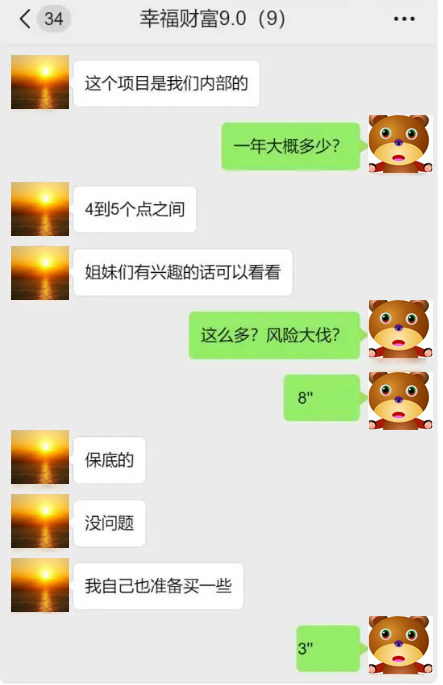 34
幸福财富9.0（9）
这个项目是我们内部的
一年大概多少？
4到5个点之间
姐妹们有兴趣的话可以看看
这么多？风险大伐？
8"
保底的
没问题
我自己也准备买一些
3"